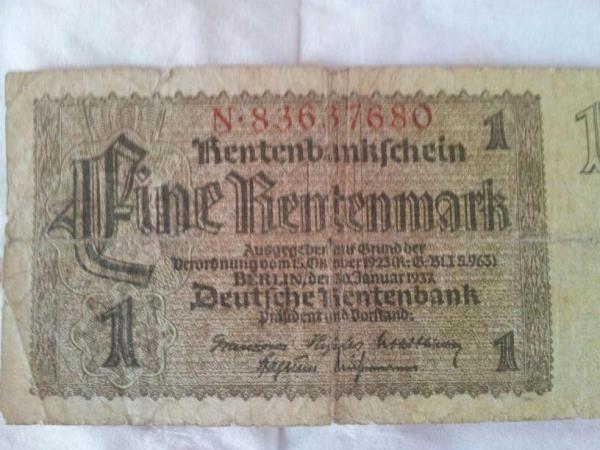 N·83637680
1
Rentenbankschein
Eine Rentenmark
Ausgegeben auf Grund der
Verordnung vom 15. Oktober 1923 (R.-G-Bl. I S. 963)
BERLIN, den 30. Januar 1937
Deutsche Rentenbank
Präsident und Vorstand:
1
1
1